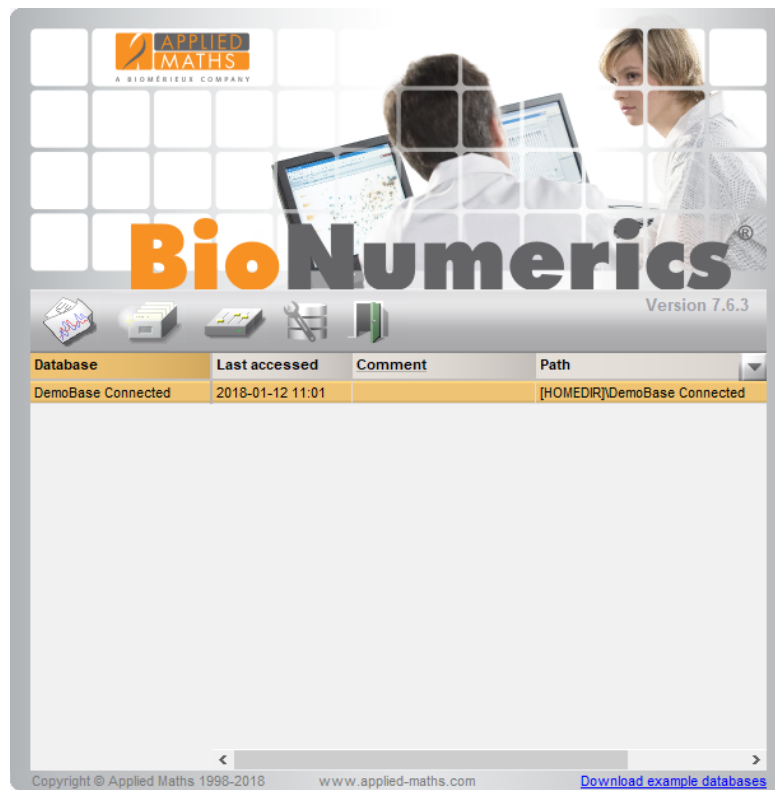 APPLIED
MATHS
A BIOMÉRIEUX COMPANY
BioNumerics®
Version 7.6.3
Database Last accessed Comment Path
DemoBase Connected 2018-01-12 11:01 [HOMEDIR]\DemoBase Connected
Copyright © Applied Maths 1998-2018 www.applied-maths.com Download example databases